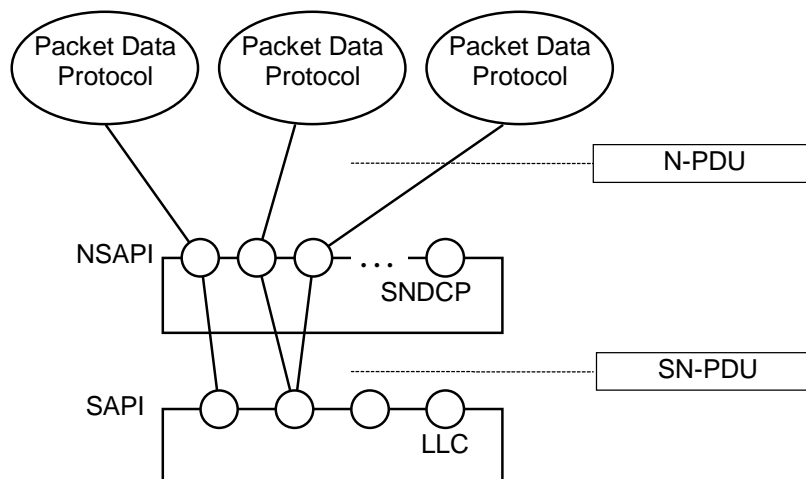 Packet Data
Protocol
Packet Data
Protocol
Packet Data
Protocol
N-PDU
NSAPI
. . .
SNDCP
SN-PDU
SAPI
LLC